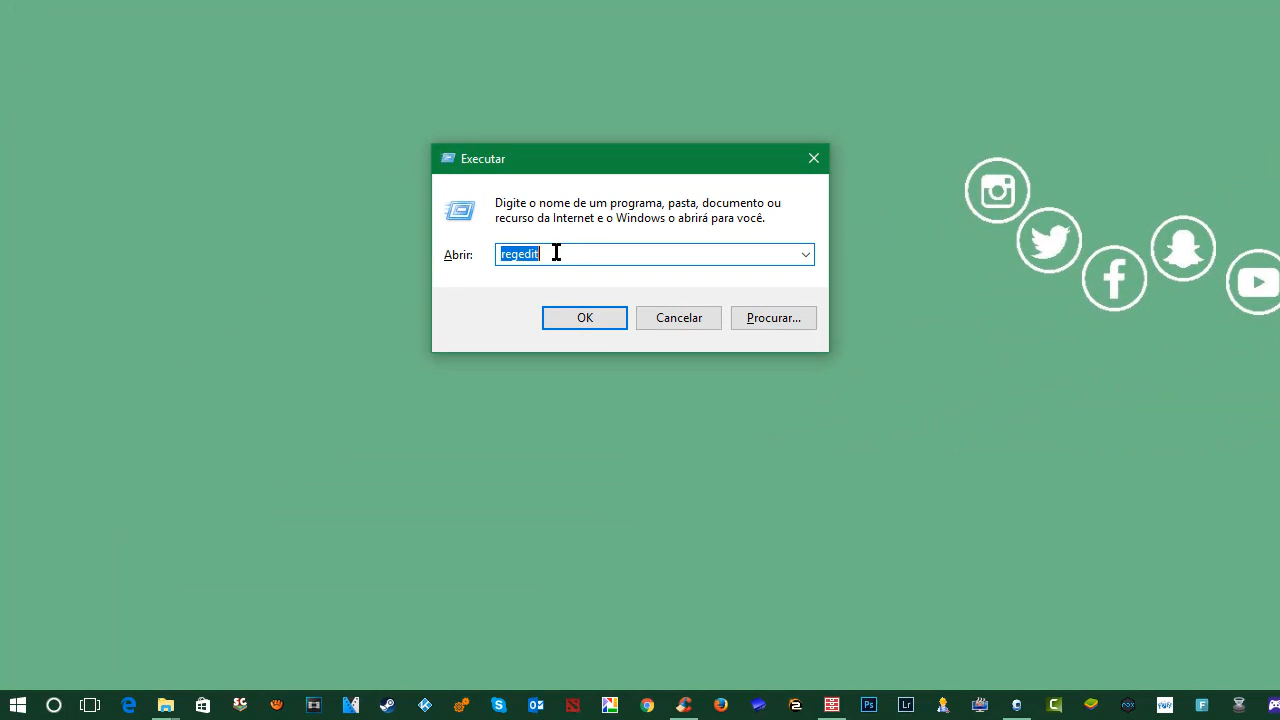 Executar
Digite o nome de um programa, pasta, documento ou
recurso da Internet e o Windows o abrirá para você.
Abrir: regedit
OK Cancelar Procurar...